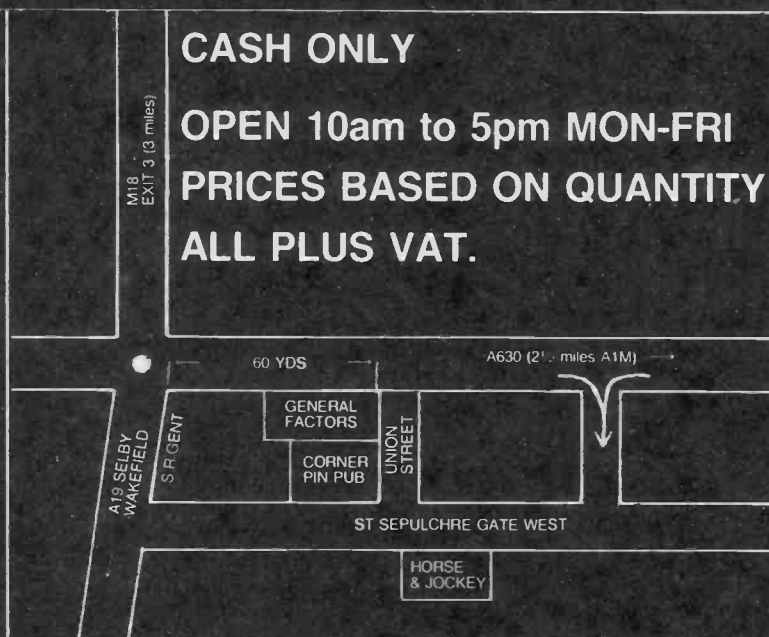 CASH ONLY
OPEN 10am to 5pm MON-FRI
PRICES BASED ON QUANTITY
ALL PLUS VAT.
M18
EXIT 3 (3 miles)
60 YDS
A630 (2½ miles A1M)
GENERAL
FACTORS
CORNER
PIN PUB
UNION
STREET
S.R.GENT
A19 SELBY
WAKEFIELD
ST SEPULCHRE GATE WEST
HORSE
& JOCKEY